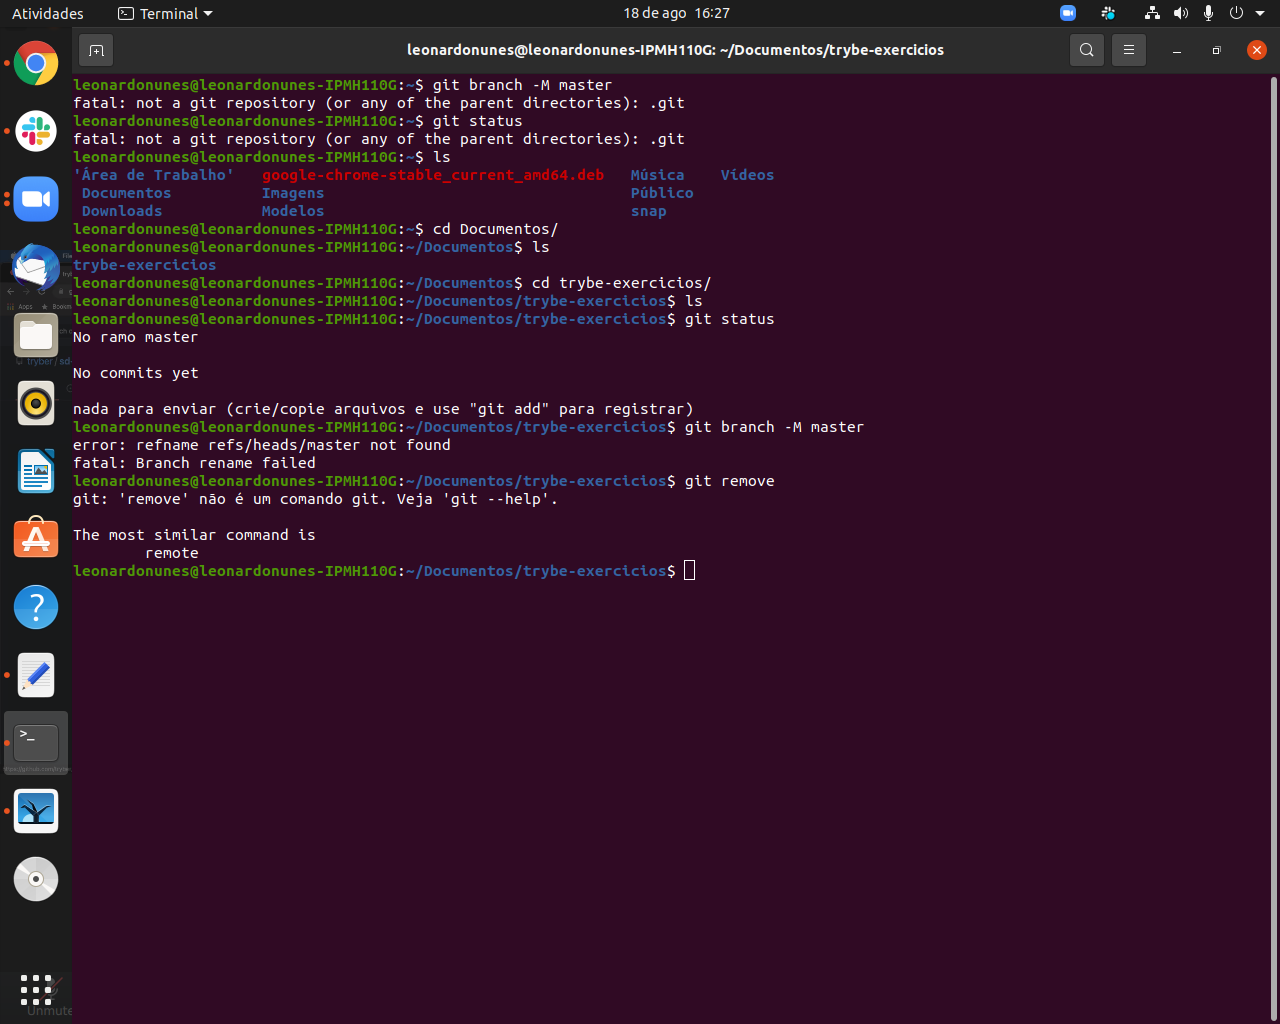 Atividades
Terminal
18 de ago 16:27
leonardonunes@leonardonunes-IPMH110G: ~/Documentos/trybe-exercicios
leonardonunes@leonardonunes-IPMH110G:~$ git branch -M master
fatal: not a git repository (or any of the parent directories): .git
leonardonunes@leonardonunes-IPMH110G:~$ git status
fatal: not a git repository (or any of the parent directories): .git
leonardonunes@leonardonunes-IPMH110G:~$ ls
'Área de Trabalho' google-chrome-stable_current_amd64.deb Música Vídeos
Documentos Imagens Público
Downloads Modelos snap
leonardonunes@leonardonunes-IPMH110G:~$ cd Documentos/
leonardonunes@leonardonunes-IPMH110G:~/Documentos$ ls
trybe-exercicios
leonardonunes@leonardonunes-IPMH110G:~/Documentos$ cd trybe-exercicios/
leonardonunes@leonardonunes-IPMH110G:~/Documentos/trybe-exercicios$ ls
leonardonunes@leonardonunes-IPMH110G:~/Documentos/trybe-exercicios$ git status
No ramo master
No commits yet
nada para enviar (crie/copie arquivos e use "git add" para registrar)
leonardonunes@leonardonunes-IPMH110G:~/Documentos/trybe-exercicios$ git branch -M master
error: refname refs/heads/master not found
fatal: Branch rename failed
leonardonunes@leonardonunes-IPMH110G:~/Documentos/trybe-exercicios$ git remove
git: 'remove' não é um comando git. Veja 'git --help'.
The most similar command is
remote
leonardonunes@leonardonunes-IPMH110G:~/Documentos/trybe-exercicios$
File
Apps
tryber / sd-
>_
Unmute